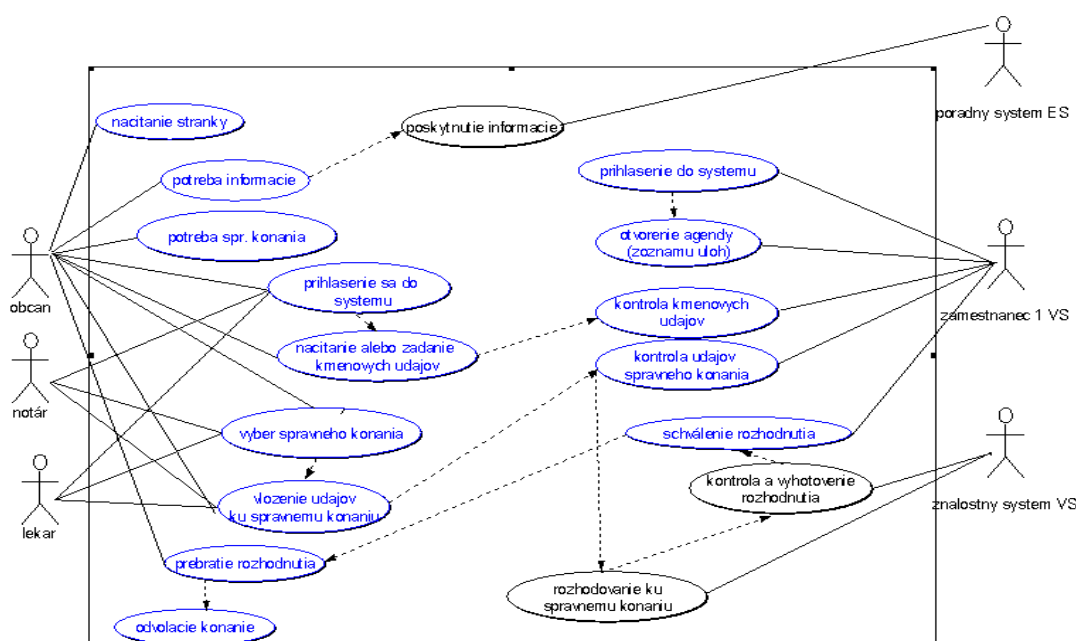 poradny system ES
nacitanie stranky
poskytnutie informacie
potreba informacie
prihlasenie do systemu
potreba spr. konania
otvorenie agendy
(zoznamu uloh)
obcan
prihlasenie sa do
systemu
kontrola kmenovych
udajov
zamestnanec 1 VS
nacitanie alebo zadanie
kmenovych udajov
kontrola udajov
spravneho konania
notár
vyber spravneho konania
schválenie rozhodnutia
kontrola a vyhotovenie
rozhodnutia
znalostny system VS
lekar
vlozenie udajov
ku spravnemu konaniu
prebratie rozhodnutia
rozhodovanie ku
spravnemu konaniu
odvolacie konanie